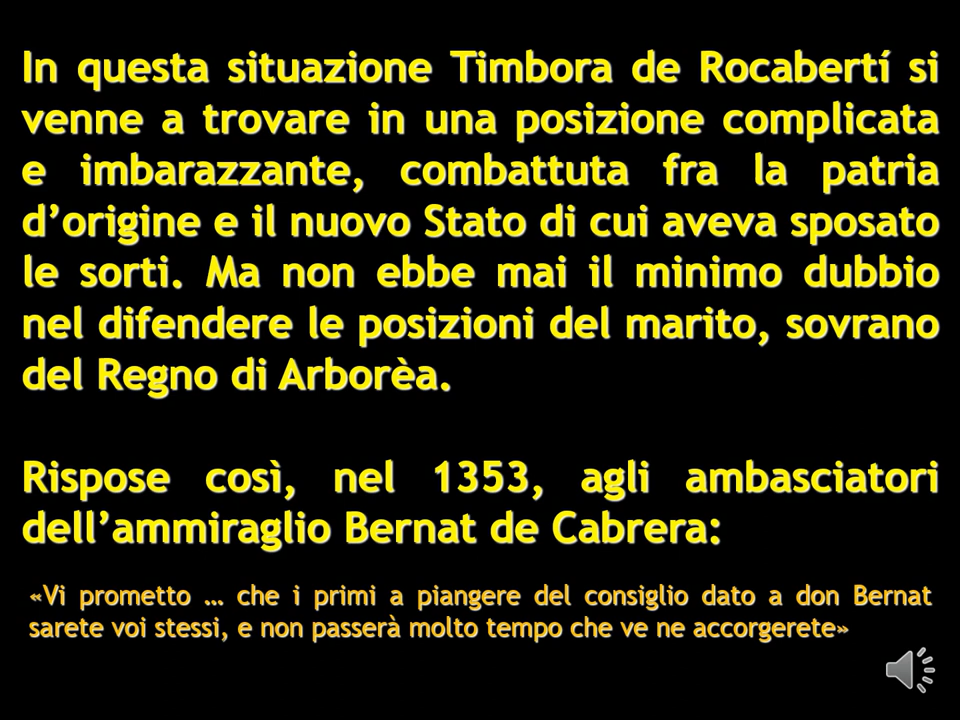 In questa situazione Timbora de Rocabertí si
venne a trovare in una posizione complicata
e imbarazzante, combattuta fra la patria
d’origine e il nuovo Stato di cui aveva sposato
le sorti. Ma non ebbe mai il minimo dubbio
nel difendere le posizioni del marito, sovrano
del Regno di Arborèa.
Rispose così, nel 1353, agli ambasciatori
dell’ammiraglio Bernat de Cabrera:
«Vi prometto … che i primi a piangere del consiglio dato a don Bernat
sarete voi stessi, e non passerà molto tempo che ve ne accorgerete»